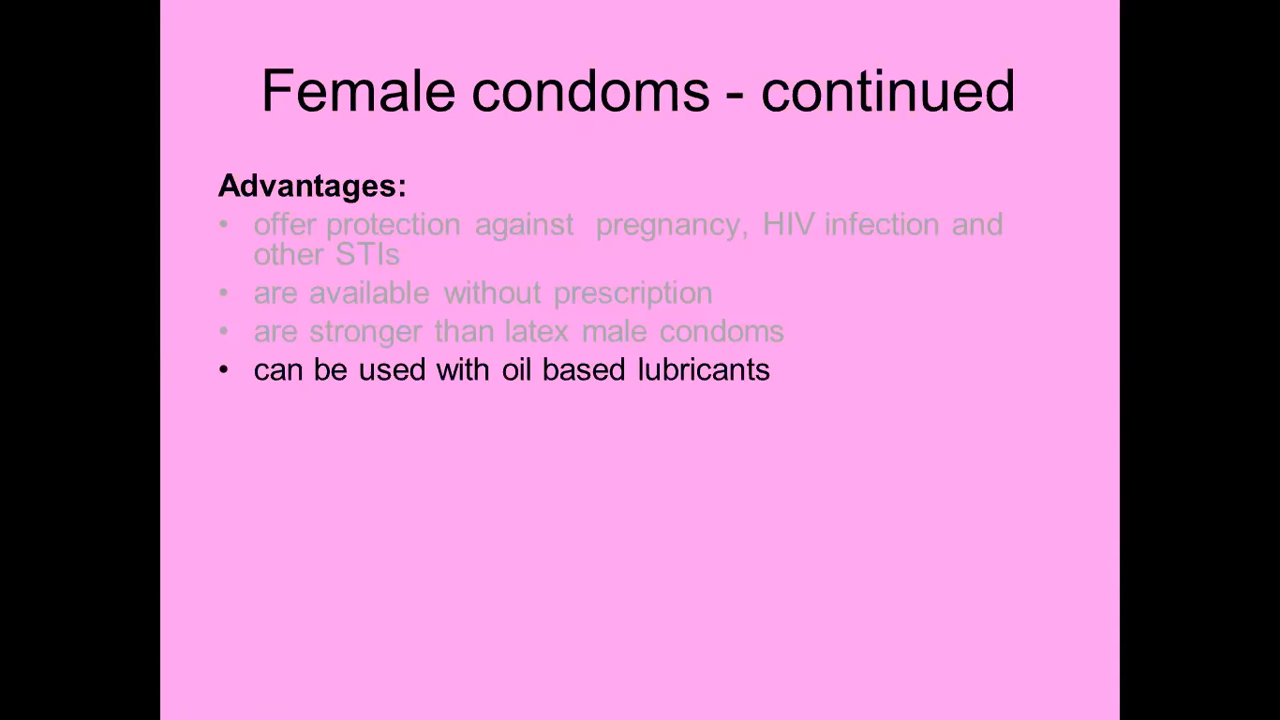 Female condoms - continued
Advantages:
• offer protection against pregnancy, HIV infection and
other STIs
• are available without prescription
• are stronger than latex male condoms
• can be used with oil based lubricants